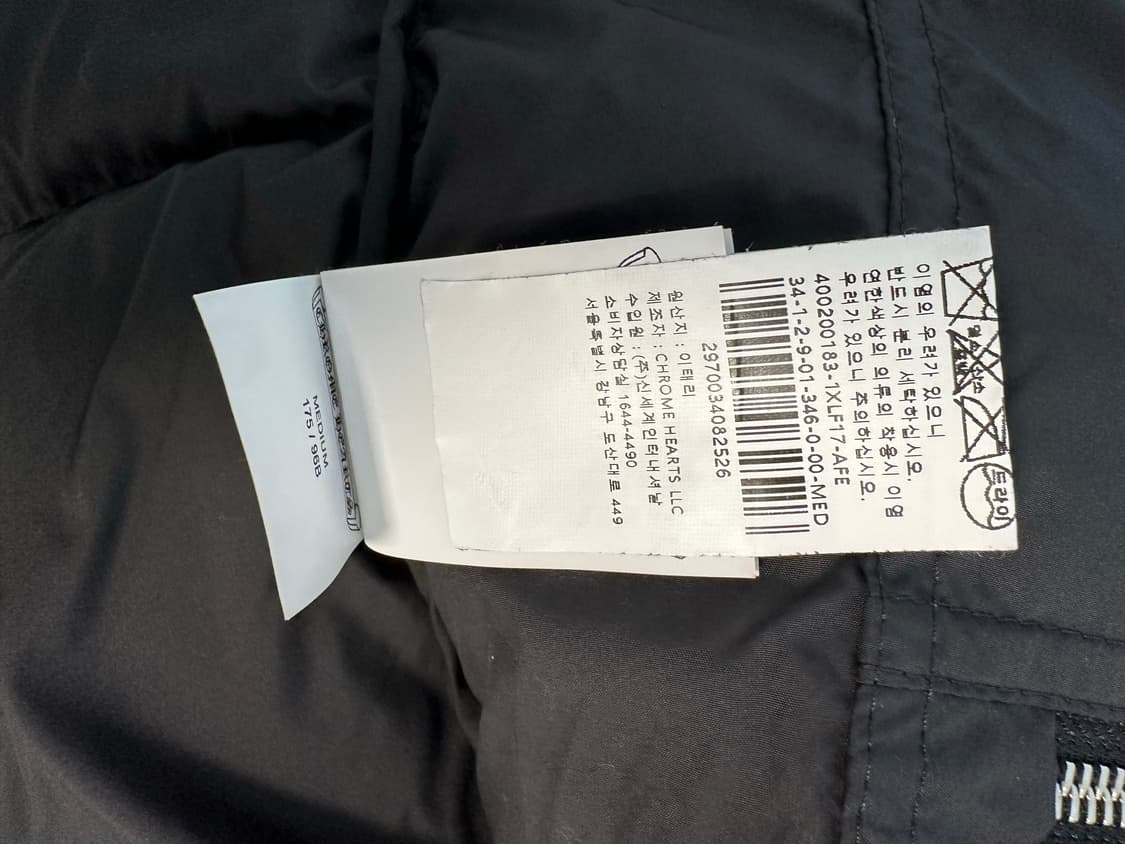 드라이
이염의 우려가 있으니
반드시 분리 세탁하십시오.
연한색상의 의류의 착용시 이염
우려가 있으니 주의하십시오.
400200183-1XLF17-AFE
34-1-2-9-01-346-0-00-MED
2970034082526
원산지 : 이태리
제조자 : CHROME HEARTS LLC
수입원 : (주)신세계인터내셔날
소비자상담실 1644-4490
서울특별시 강남구 도산대로 449
Chrome Hearts
MEDIUM
175 / 96B